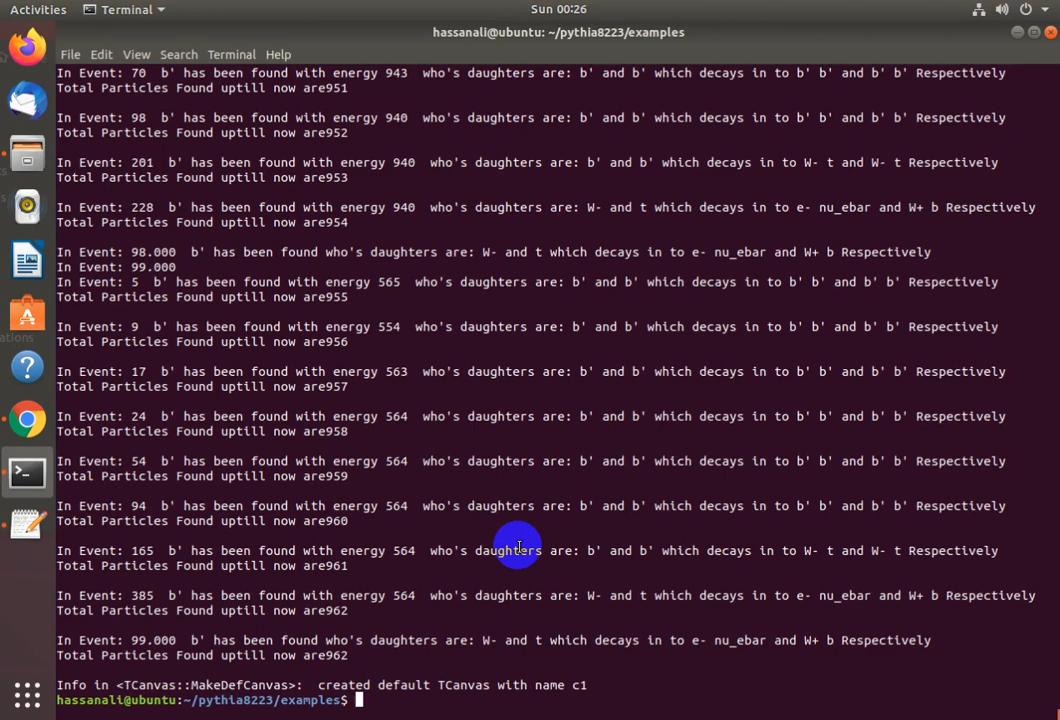 Activities Terminal Sun 00:26
hassanali@ubuntu: ~/pythia8223/examples
File Edit View Search Terminal Help
In Event: 70  b' has been found with energy 943  who's daughters are: b' and b' which decays in to b' b' and b' b' Respectively
Total Particles Found uptill now are951
In Event: 98  b' has been found with energy 940  who's daughters are: b' and b' which decays in to b' b' and b' b' Respectively
Total Particles Found uptill now are952
In Event: 201  b' has been found with energy 940  who's daughters are: b' and b' which decays in to W- t and W- t Respectively
Total Particles Found uptill now are953
In Event: 228  b' has been found with energy 940  who's daughters are: W- and t which decays in to e- nu_ebar and W+ b Respectively
Total Particles Found uptill now are954
In Event: 98.000  b' has been found who's daughters are: W- and t which decays in to e- nu_ebar and W+ b Respectively
In Event: 99.000
In Event: 5  b' has been found with energy 565  who's daughters are: b' and b' which decays in to b' b' and b' b' Respectively
Total Particles Found uptill now are955
In Event: 9  b' has been found with energy 554  who's daughters are: b' and b' which decays in to b' b' and b' b' Respectively
Total Particles Found uptill now are956
In Event: 17  b' has been found with energy 563  who's daughters are: b' and b' which decays in to b' b' and b' b' Respectively
Total Particles Found uptill now are957
In Event: 24  b' has been found with energy 564  who's daughters are: b' and b' which decays in to b' b' and b' b' Respectively
Total Particles Found uptill now are958
In Event: 54  b' has been found with energy 564  who's daughters are: b' and b' which decays in to b' b' and b' b' Respectively
Total Particles Found uptill now are959
In Event: 94  b' has been found with energy 564  who's daughters are: b' and b' which decays in to b' b' and b' b' Respectively
Total Particles Found uptill now are960
In Event: 165  b' has been found with energy 564  who's daughters are: b' and b' which decays in to W- t and W- t Respectively
Total Particles Found uptill now are961
In Event: 385  b' has been found with energy 564  who's daughters are: W- and t which decays in to e- nu_ebar and W+ b Respectively
Total Particles Found uptill now are962
In Event: 99.000  b' has been found who's daughters are: W- and t which decays in to e- nu_ebar and W+ b Respectively
Total Particles Found uptill now are962
Info in <TCanvas::MakeDefCanvas>:  created default TCanvas with name c1
hassanali@ubuntu:~/pythia8223/examples$